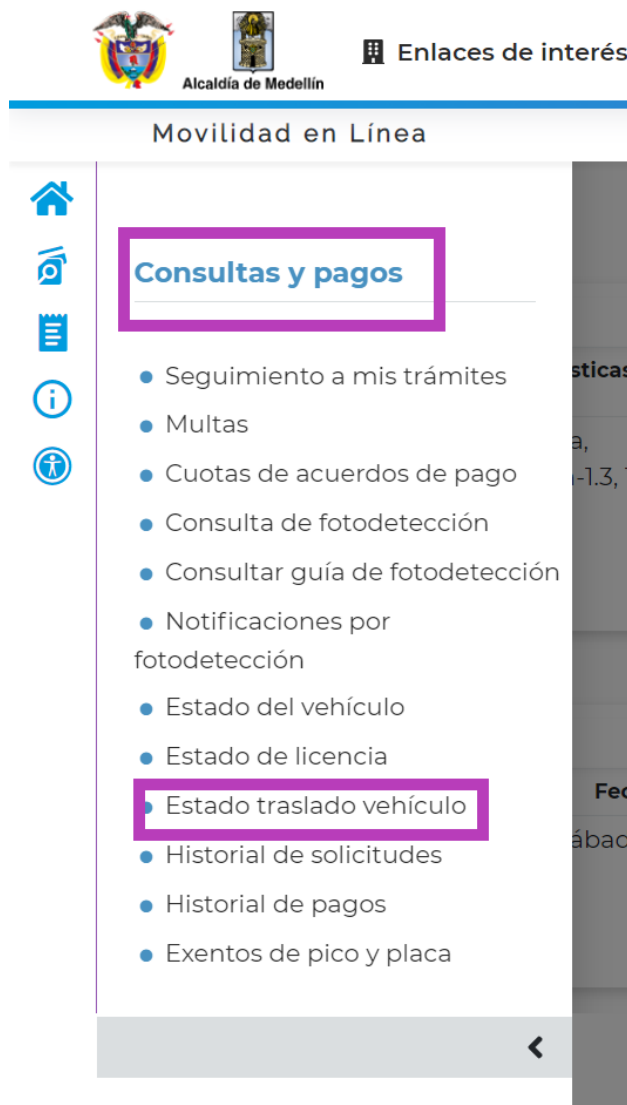 Enlaces de interés
Alcaldía de Medellín
Movilidad en Línea
Consultas y pagos
Seguimiento a mis trámites
Multas
Cuotas de acuerdos de pago
Consulta de fotodetección
Consultar guía de fotodetección
Notificaciones por
fotodetección
Estado del vehículo
Estado de licencia
Estado traslado vehículo
Historial de solicitudes
Historial de pagos
Exentos de pico y placa